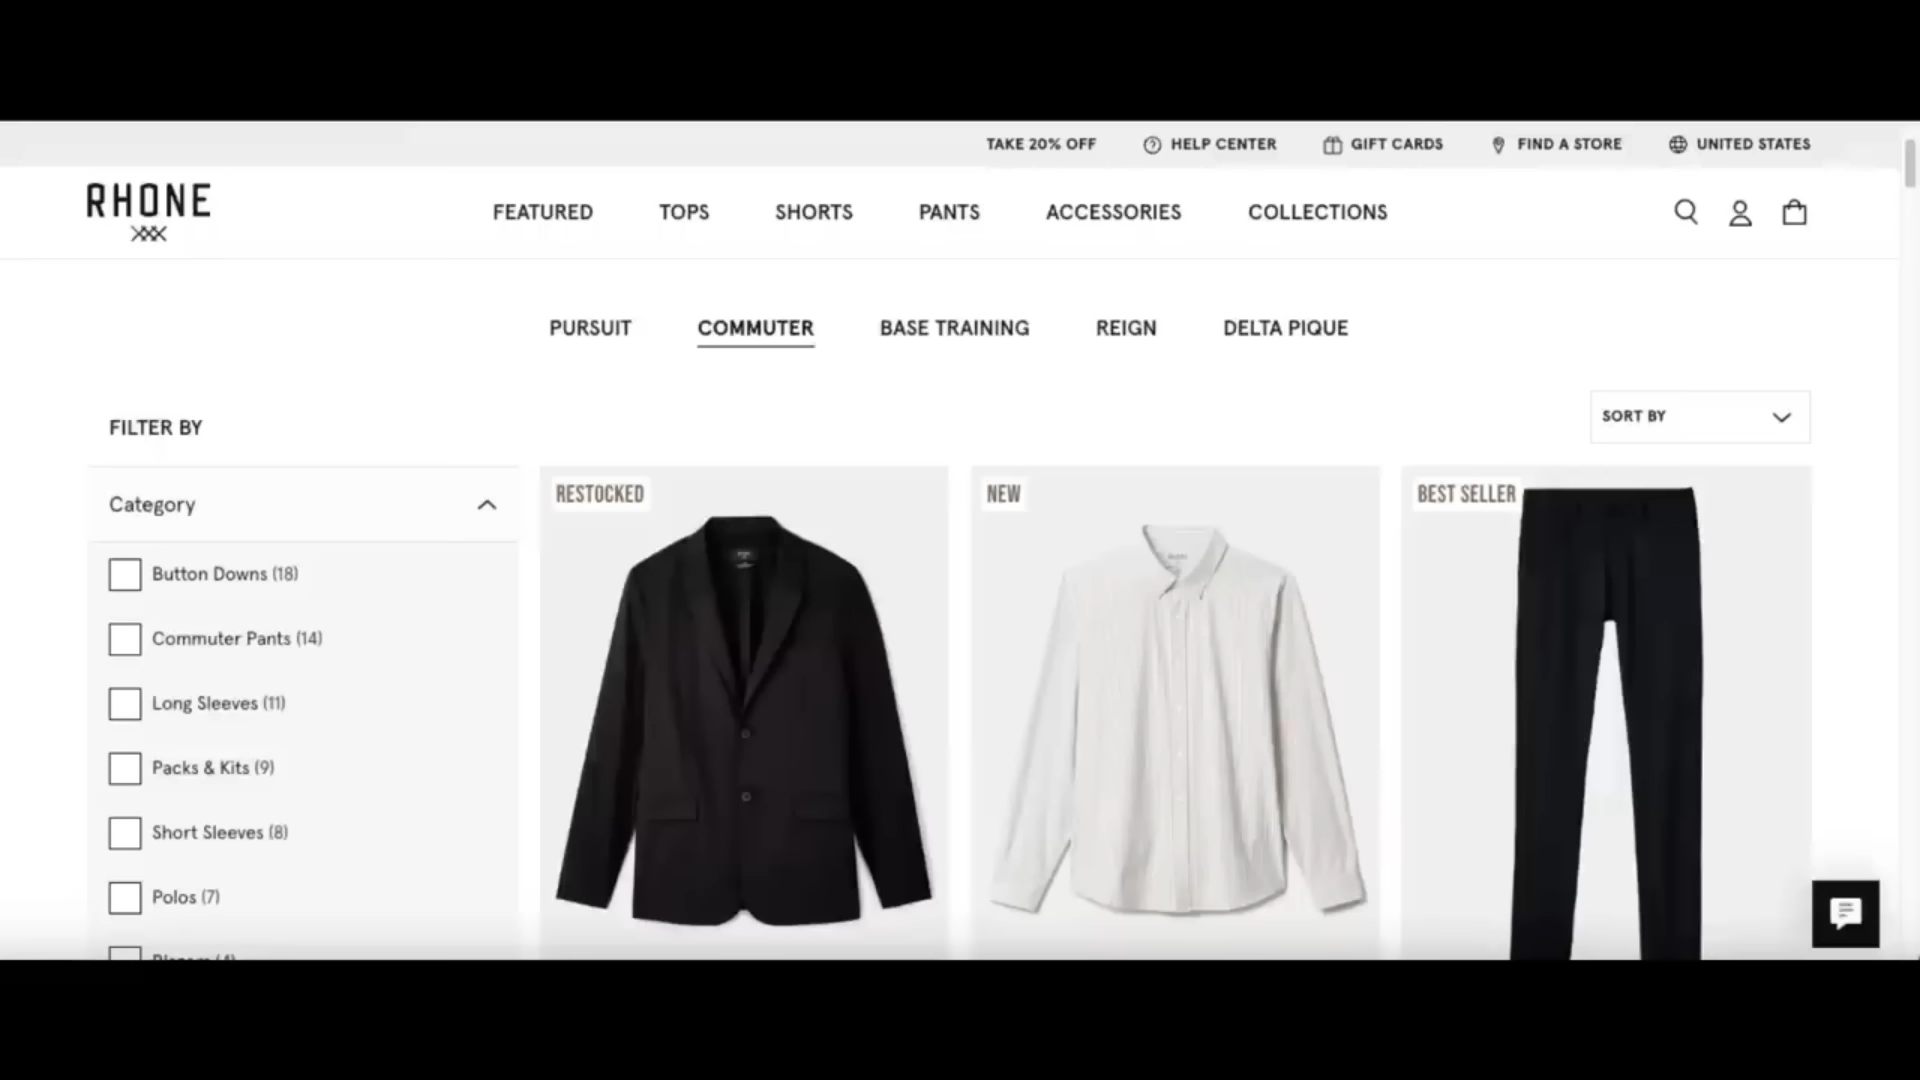 TAKE 20% OFF
HELP CENTER
GIFT CARDS
FIND A STORE
UNITED STATES
RHONE
FEATURED
TOPS
SHORTS
PANTS
ACCESSORIES
COLLECTIONS
PURSUIT
COMMUTER
BASE TRAINING
REIGN
DELTA PIQUE
FILTER BY
SORT BY
Category
Button Downs (18)
Commuter Pants (14)
Long Sleeves (11)
Packs & Kits (9)
Short Sleeves (8)
Polos (7)
RESTOCKED
NEW
BEST SELLER